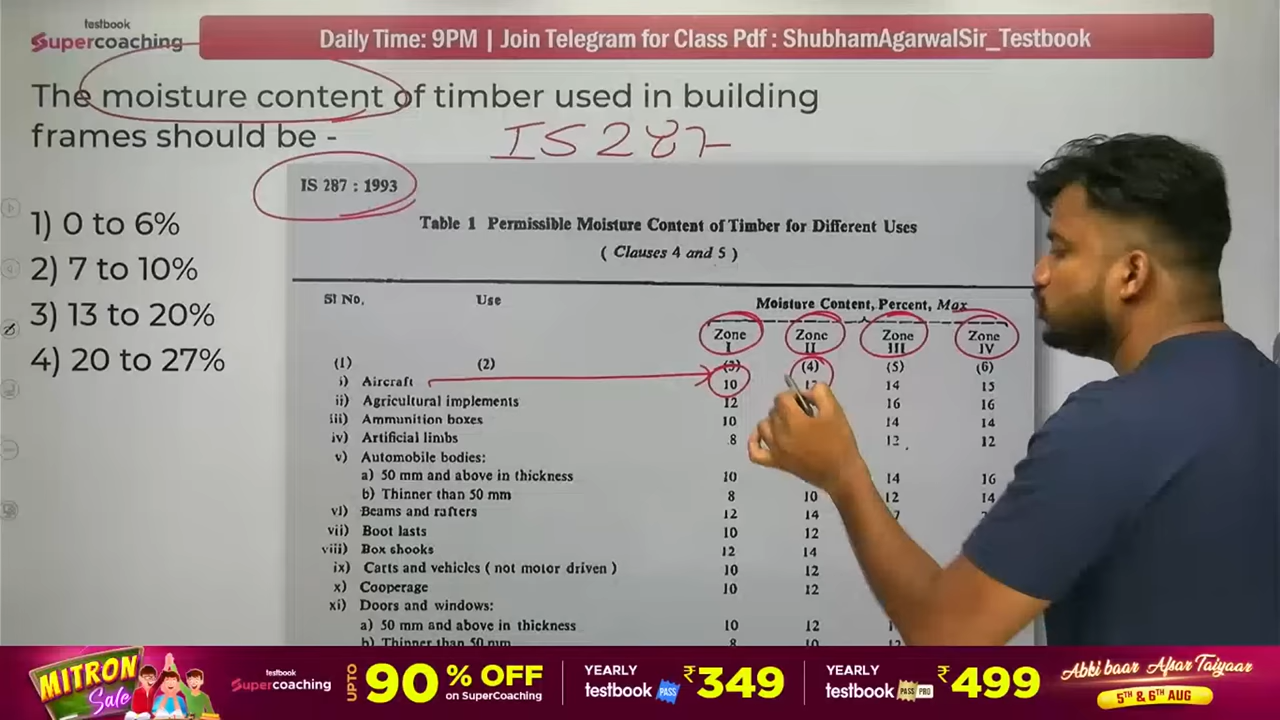 testbook
Supercoaching
Daily Time: 9PM | Join Telegram for Class Pdf : ShubhamAgarwalSir_Testbook
The moisture content of timber used in building
frames should be -
IS 287
1) 0 to 6%
2) 7 to 10%
3) 13 to 20%
4) 20 to 27%
IS 287 : 1993
Table 1 Permissible Moisture Content of Timber for Different Uses
( Clauses 4 and 5 )
Sl No. Use Moisture Content, Percent, Max
Zone I Zone II Zone III Zone IV
(1) (2) (3) (4) (5) (6)
i) Aircraft 10 14 15
ii) Agricultural implements 12 16 16
iii) Ammunition boxes 10 14 14
iv) Artificial limbs 8 12 12
v) Automobile bodies:
a) 50 mm and above in thickness 10 14 16
b) Thinner than 50 mm 8 10 12 14
vi) Beams and rafters 12 14
vii) Boot lasts 10 12
viii) Box shooks 12 14
ix) Carts and vehicles ( not motor driven ) 10 12
x) Cooperage 10 12
xi) Doors and windows:
a) 50 mm and above in thickness 10 12
b) Thinner than 50 mm 8 10
MITRON
Sale
testbook
Supercoaching
UPTO 90% OFF
on SuperCoaching
YEARLY
testbook PASS
₹349
YEARLY
testbook PASS PRO
₹499
Abki baar Afsar Taiyaar
5TH & 6TH AUG